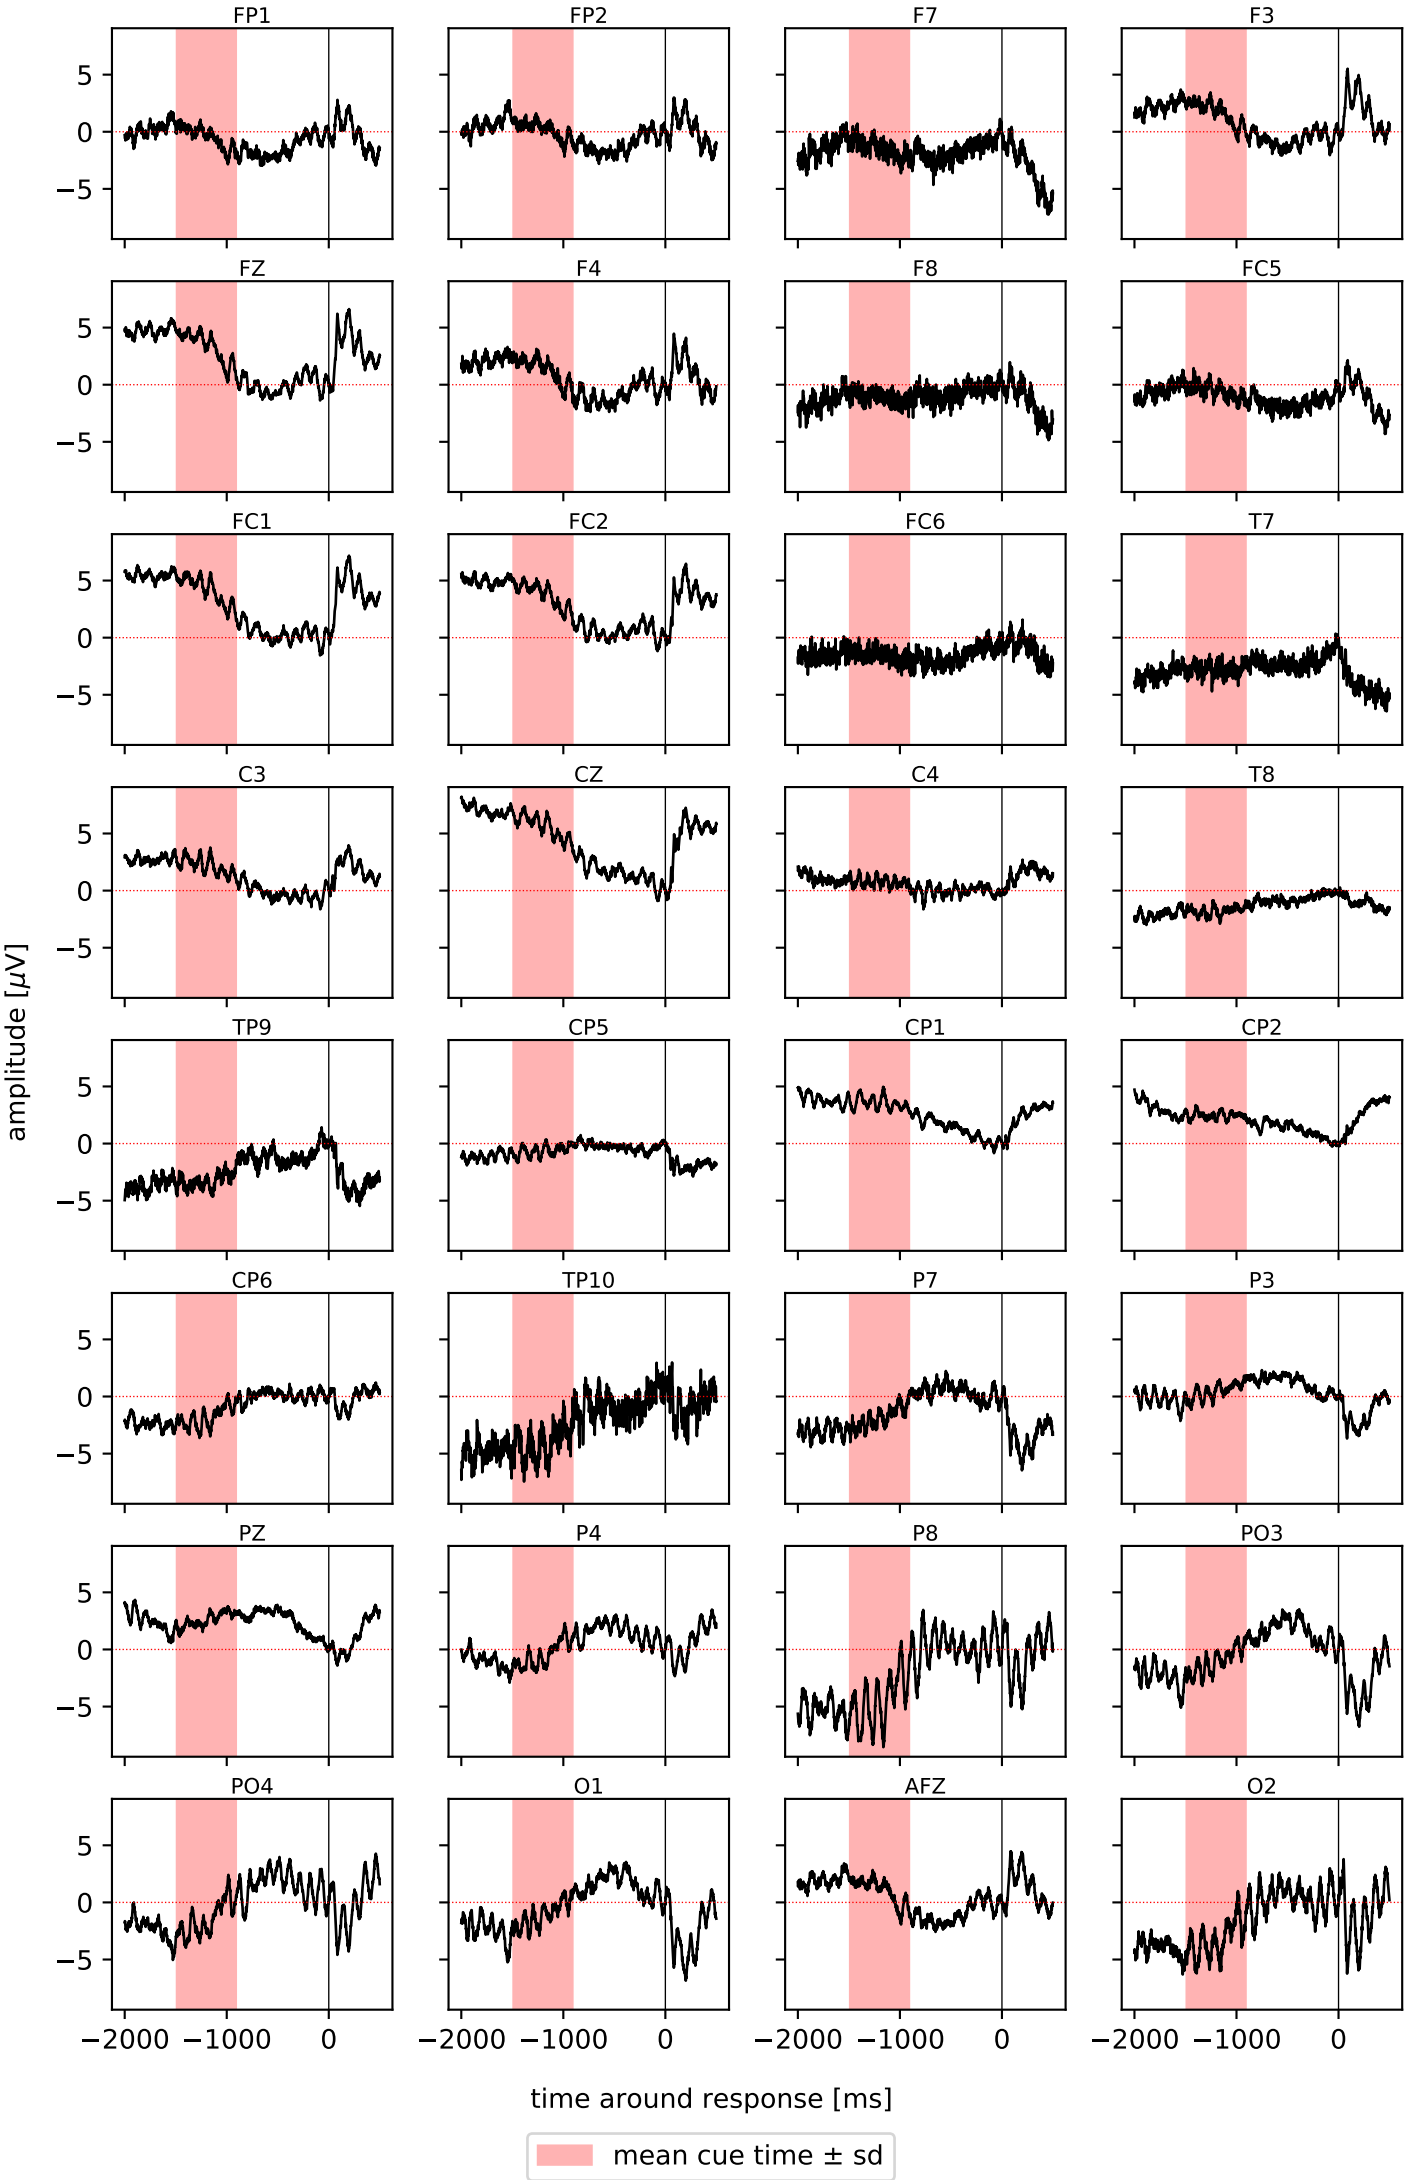 FP1 FP2 F7 F3
5
0
−5
FZ F4 F8 FC5
5
0
−5
FC1 FC2 FC6 T7
5
0
−5
C3 CZ C4 T8
5
0
−5
amplitude [μV]
TP9 CP5 CP1 CP2
5
0
−5
CP6 TP10 P7 P3
5
0
−5
PZ P4 P8 PO3
5
0
−5
PO4 O1 AFZ O2
5
0
−5
−2000 −1000 0 −2000 −1000 0 −2000 −1000 0 −2000 −1000 0
time around response [ms]
mean cue time ± sd